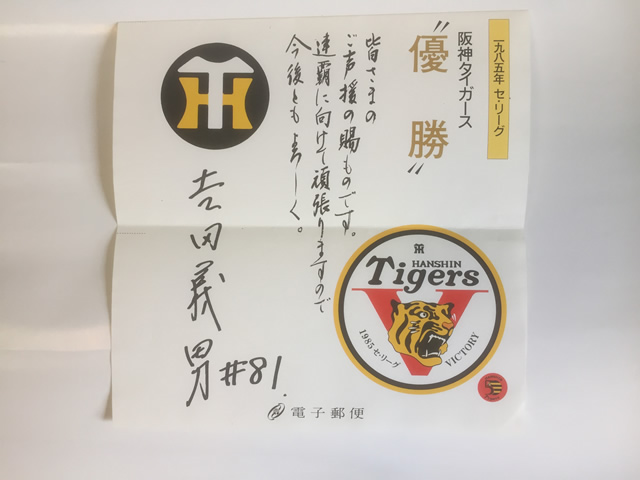 一九八五年 セ・リーグ
阪神タイガース
〝優勝〟
皆さまの
ご声援の賜ものです。
連覇に向けて頑張りますので
今後ともよろしく。
吉田義男
#81
TH
HANSHIN
Tigers
V
1985・セ・リーグ
VICTORY
電子郵便